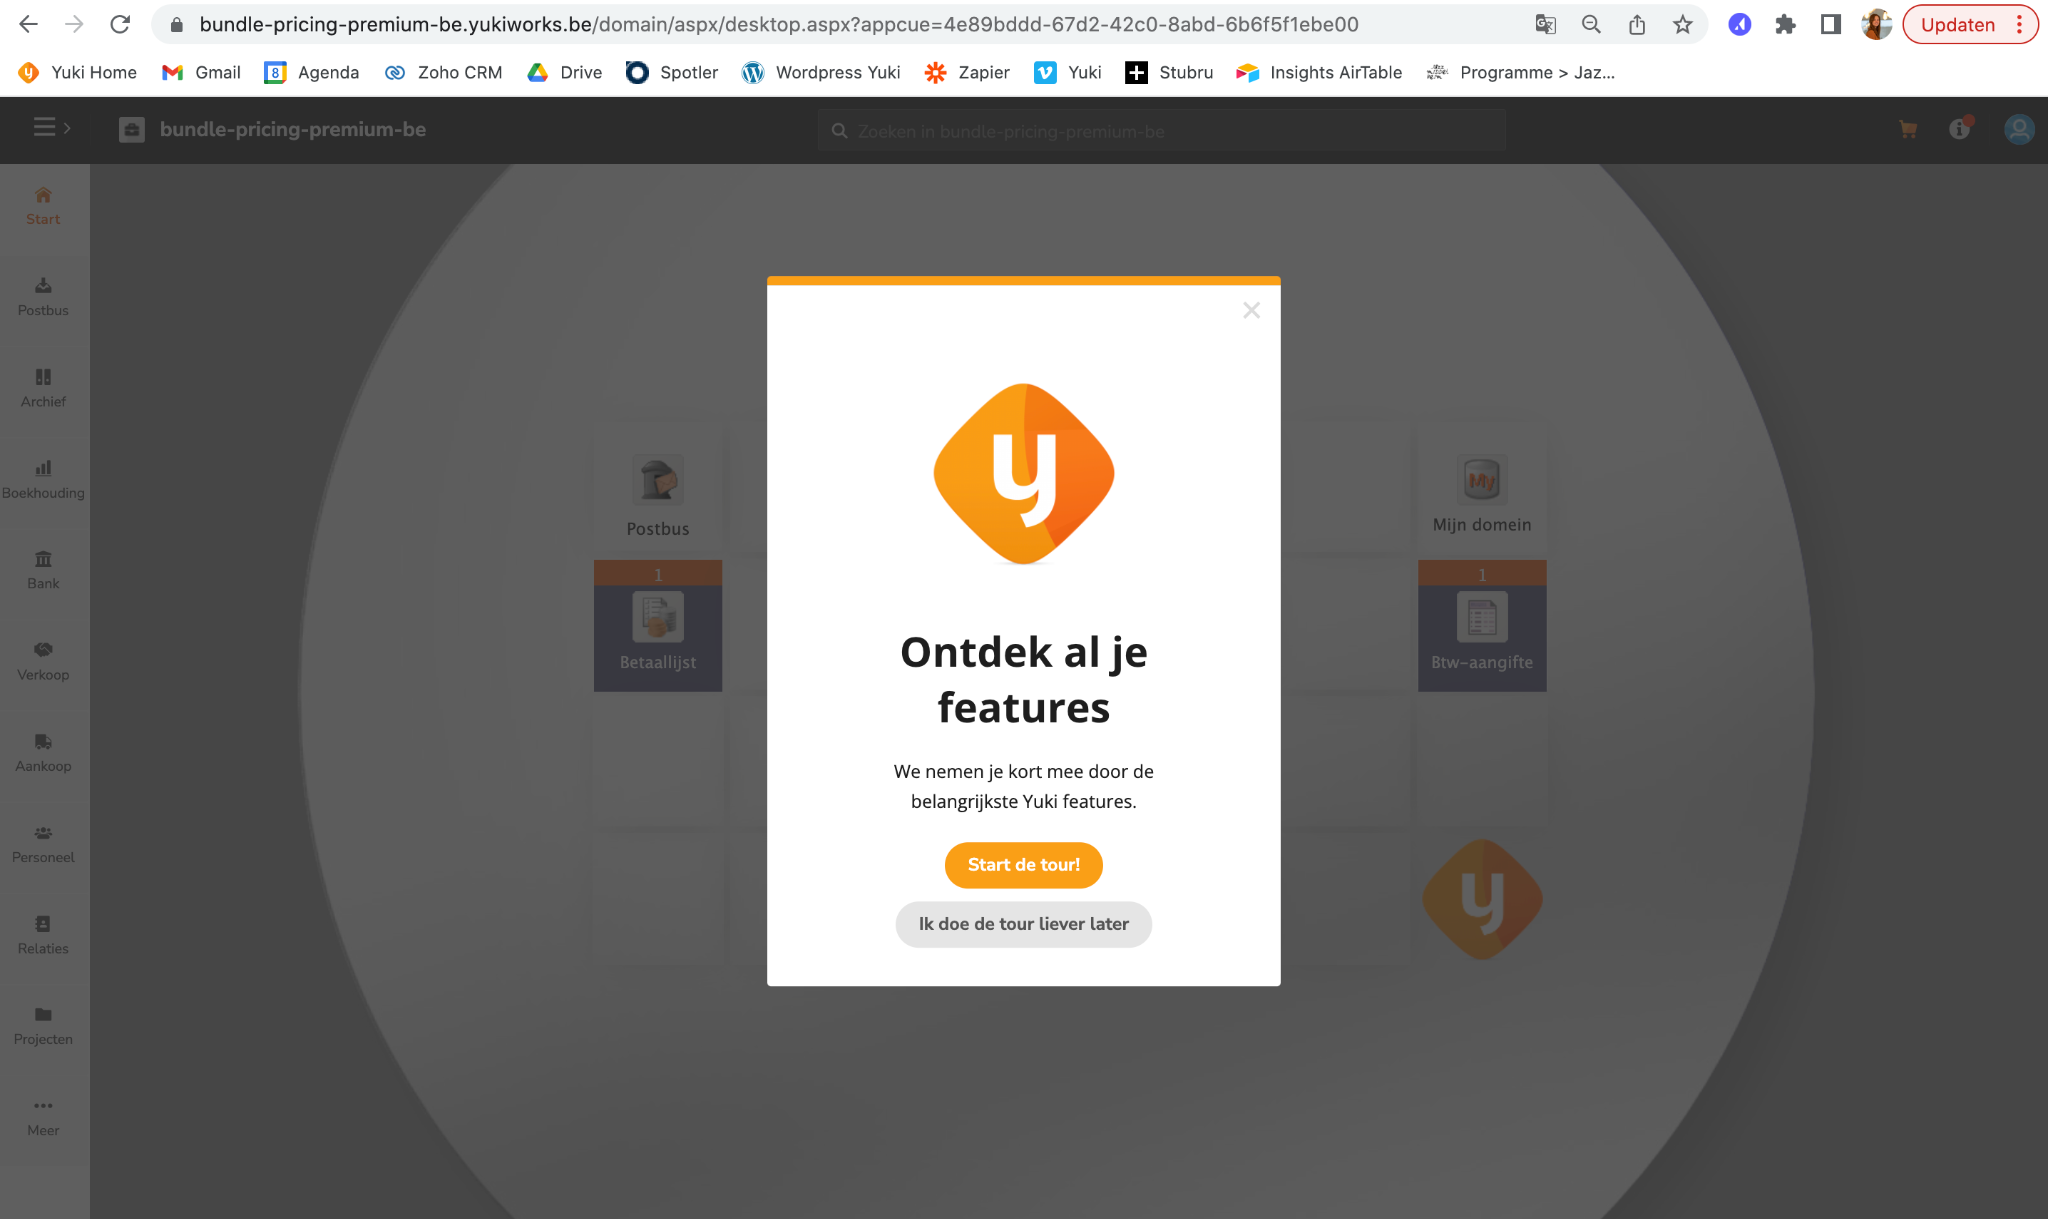 bundle-pricing-premium-be.yukiworks.be/domain/aspx/desktop.aspx?appcue=4e89bddd-67d2-42c0-8abd-6b6f5f1ebe00
Updaten
Yuki Home
Gmail
8
Agenda
Zoho CRM
Drive
Spotler
Wordpress Yuki
Zapier
Yuki
Stubru
Insights AirTable
Programme > Jaz...
bundle-pricing-premium-be
Zoeken in bundle-pricing-premium-be
Start
Postbus
Archief
Boekhouding
Bank
Verkoop
Aankoop
Personeel
Relaties
Projecten
Meer
Postbus
Mijn domein
1
Betaallijst
1
Btw-aangifte
y
y
Ontdek al je
features
We nemen je kort mee door de
belangrijkste Yuki features.
Start de tour!
Ik doe de tour liever later